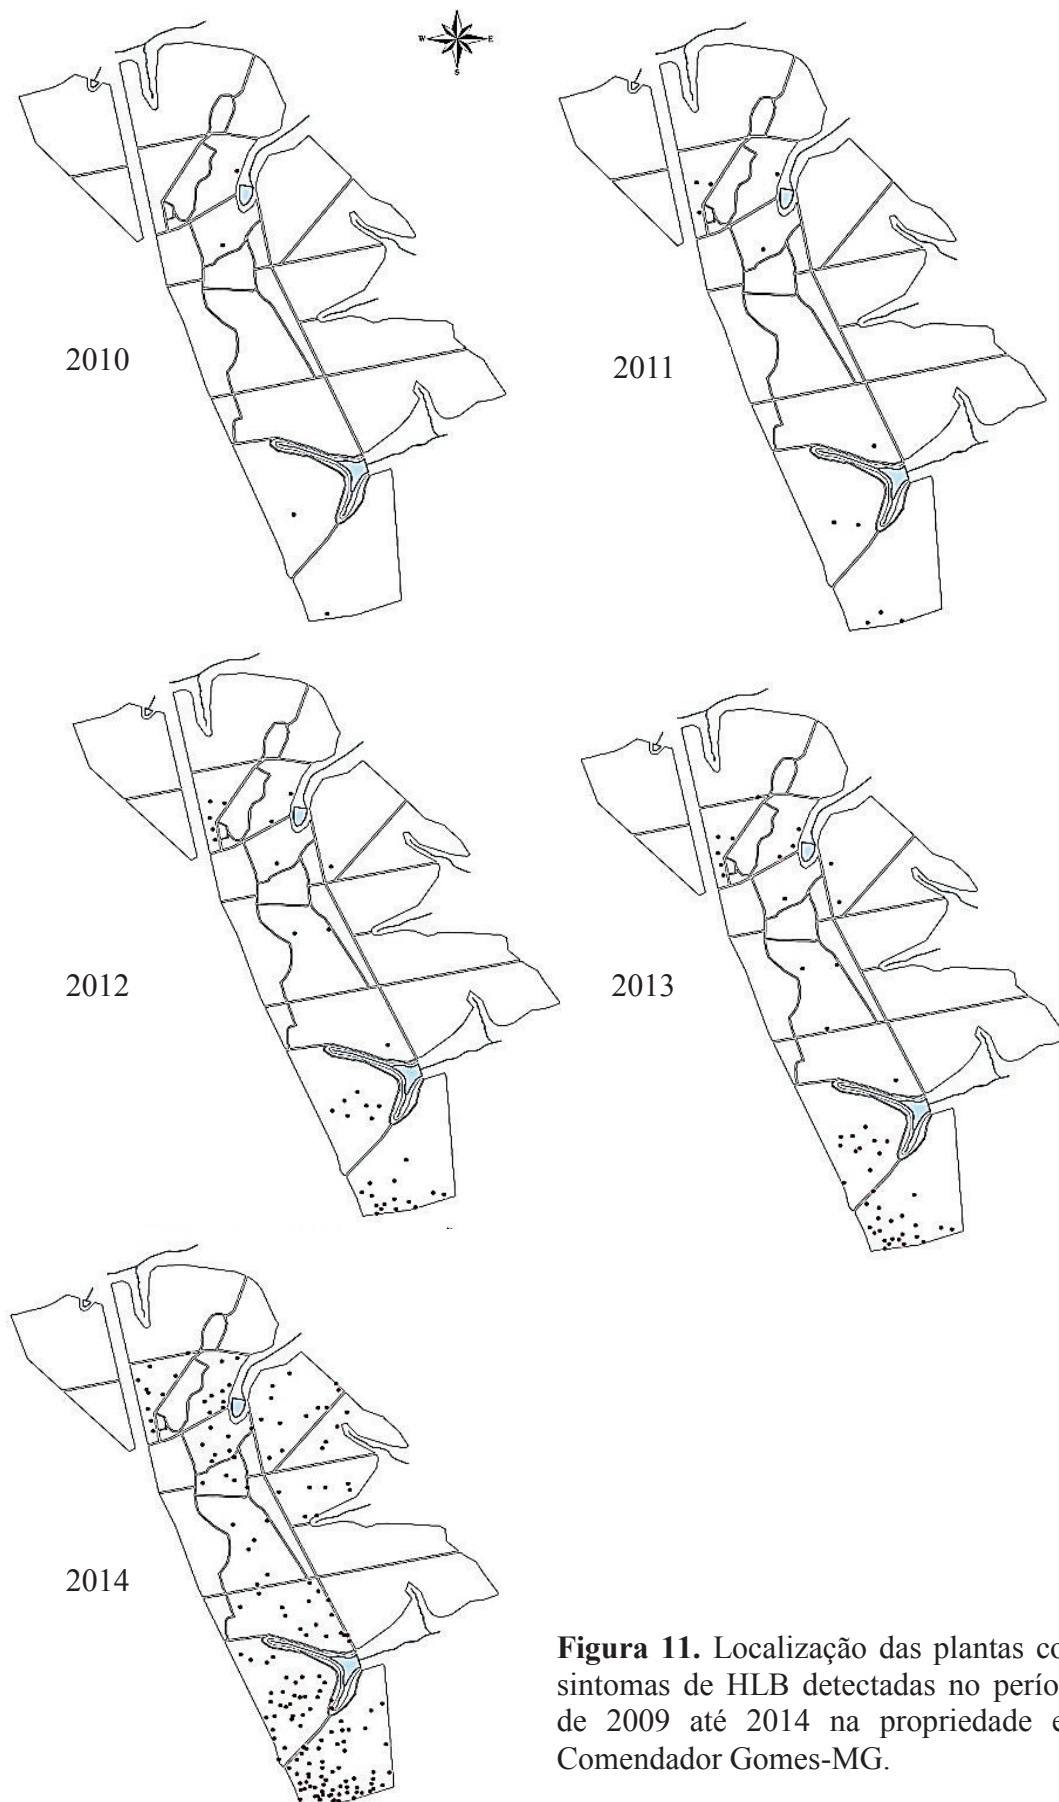 W E
S
2010
2011
2012
2013
2014
Figura 11. Localização das plantas co
sintomas de HLB detectadas no perío
de 2009 até 2014 na propriedade e
Comendador Gomes-MG.